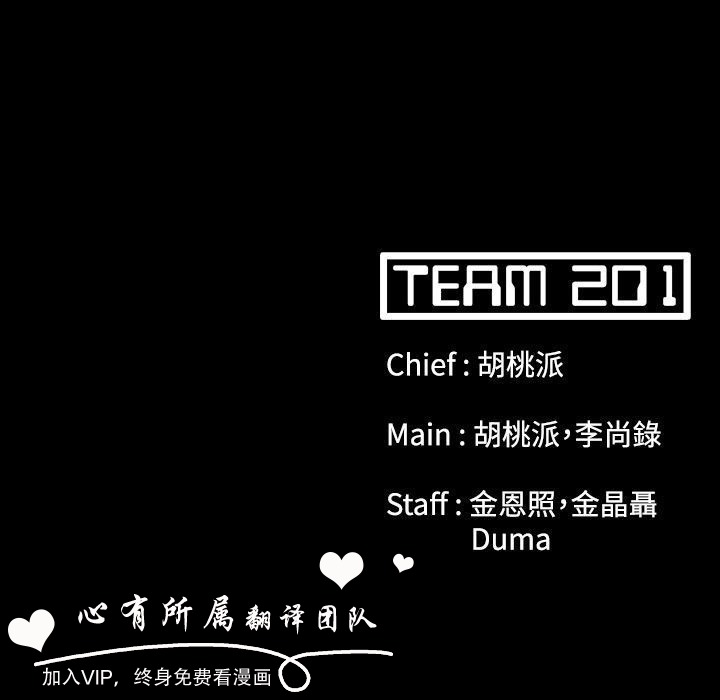 TEAM 201
Chief : 胡桃派
Main : 胡桃派,李尚錄
Staff : 金恩照,金晶聶
Duma
心有所属翻译团队
加入VIP，终身免费看漫画